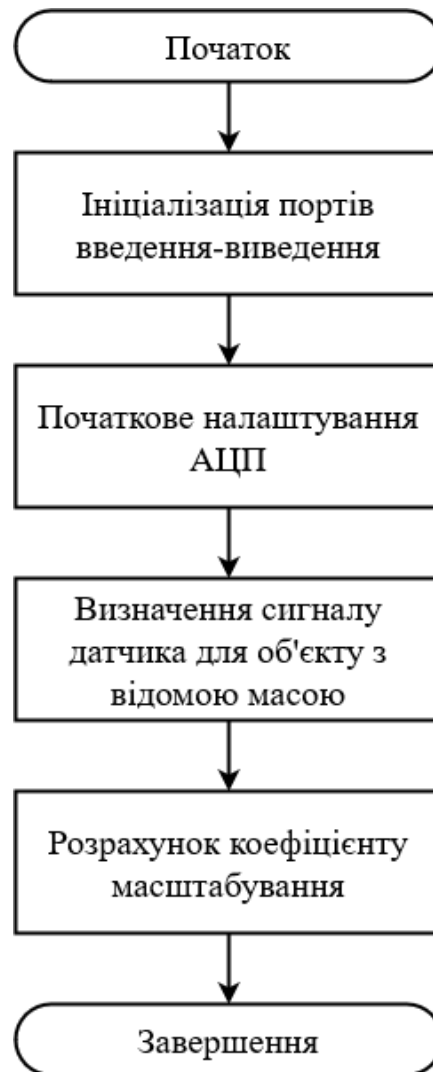 Початок
Ініціалізація портів
введення-виведення
Початкове налаштування
АЦП
Визначення сигналу
датчика для об'єкту з
відомою масою
Розрахунок коефіцієнту
масштабування
Завершення